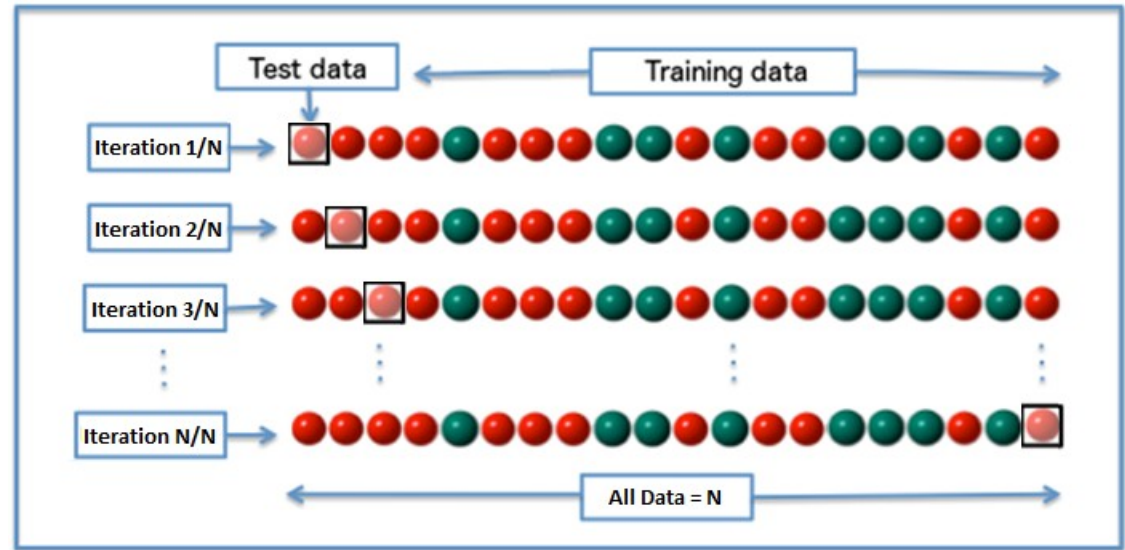 Test data
Training data
Iteration 1/N
Iteration 2/N
Iteration 3/N
Iteration N/N
All Data = N